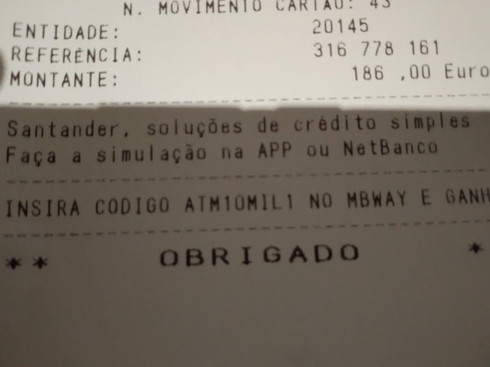 N. MOVIMENTO CARTAO: 43
ENTIDADE: 20145
REFERÊNCIA: 316 778 161
MONTANTE: 186 ,00 Euro
Santander, soluções de crédito simples
Faça a simulação na APP ou NetBanco
INSIRA CODIGO ATM10MIL1 NO MBWAY E GANH
** OBRIGADO *